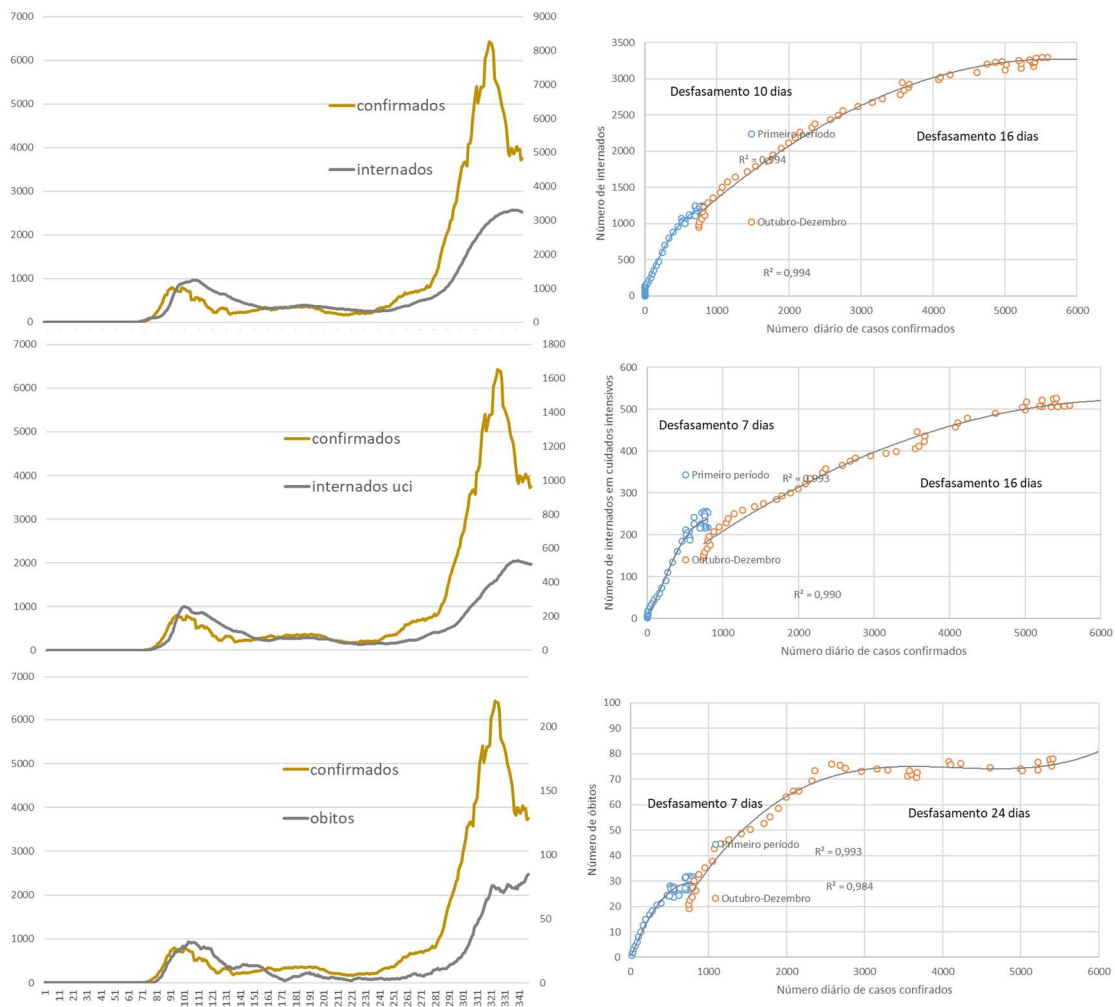 7000
6000
5000
4000
3000
2000
1000
0
9000
8000
7000
6000
5000
4000
3000
2000
1000
0
confirmados
internados
3500
3000
2500
2000
1500
1000
500
0
Número de internados
Desfasamento 10 dias
Primeiro período
Desfasamento 16 dias
R² = 0,994
Outubro-Dezembro
R² = 0,994
0 1000 2000 3000 4000 5000 6000
Número diário de casos confirmados
7000
6000
5000
4000
3000
2000
1000
0
1800
1600
1400
1200
1000
800
600
400
200
0
confirmados
internados uci
600
500
400
300
200
100
0
Número de internados em cuidados intensivos
Desfasamento 7 dias
Primeiro período
R² = 0,993
Desfasamento 16 dias
Outubro-Dezembro
R² = 0,990
0 1000 2000 3000 4000 5000 6000
Número diário de casos confirmados
7000
6000
5000
4000
3000
2000
1000
0
200
150
100
50
0
confirmados
obitos
1 11 21 31 41 51 61 71 81 91 101 111 121 131 141 151 161 171 181 191 201 211 221 231 241 251 261 271 281 291 301 311 321 331 341
100
90
80
70
60
50
40
30
20
10
0
Número de óbitos
Desfasamento 7 dias
Desfasamento 24 dias
Primeiro período
R² = 0,993
R² = 0,984
Outubro-Dezembro
0 1000 2000 3000 4000 5000 6000
Número diário de casos confirado